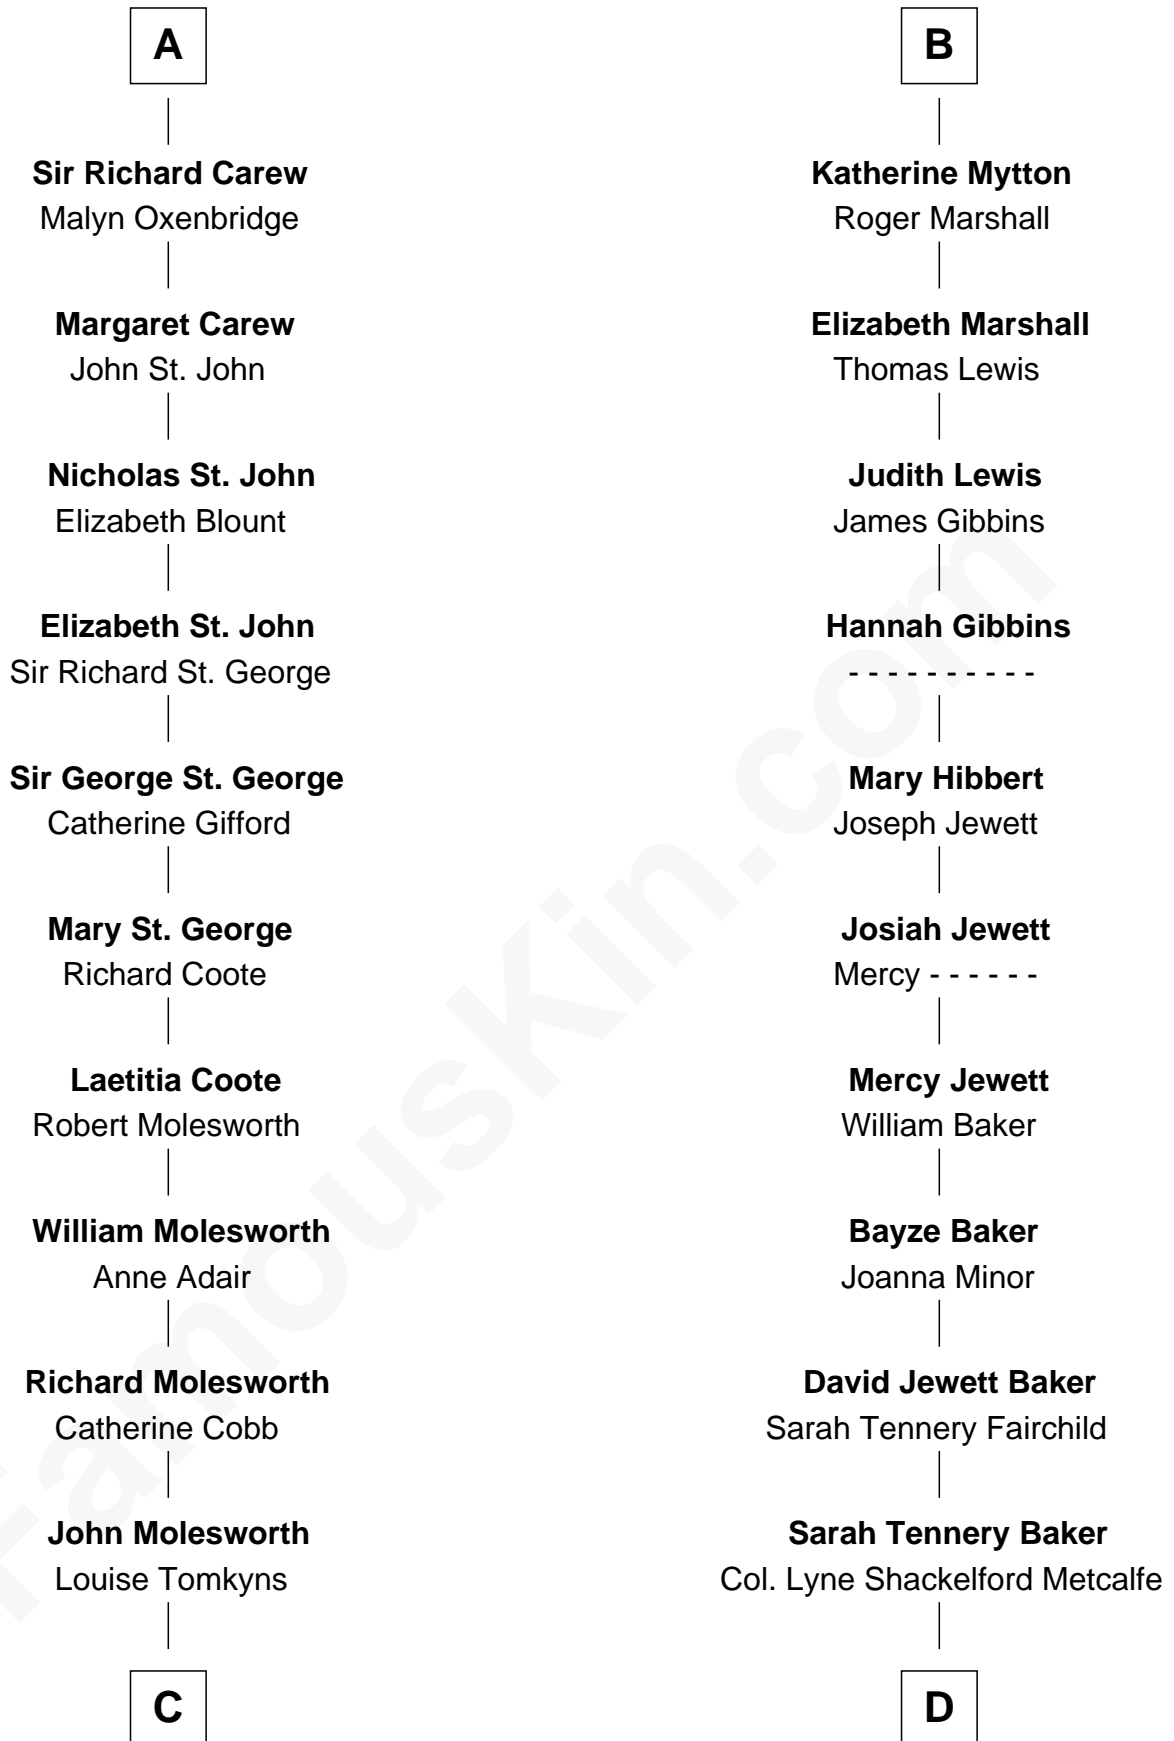 A
Sir Richard Carew
Malyn Oxenbridge
Margaret Carew
John St. John
Nicholas St. John
Elizabeth Blount
Elizabeth St. John
Sir Richard St. George
Sir George St. George
Catherine Gifford
Mary St. George
Richard Coote
Laetitia Coote
Robert Molesworth
William Molesworth
Anne Adair
Richard Molesworth
Catherine Cobb
John Molesworth
Louise Tomkyns
C
B
Katherine Mytton
Roger Marshall
Elizabeth Marshall
Thomas Lewis
Judith Lewis
James Gibbins
Hannah Gibbins
- - - - - - - - - -
Mary Hibbert
Joseph Jewett
Josiah Jewett
Mercy - - - - - -
Mercy Jewett
William Baker
Bayze Baker
Joanna Minor
David Jewett Baker
Sarah Tennery Fairchild
Sarah Tennery Baker
Col. Lyne Shackelford Metcalfe
D
FamousKin.com